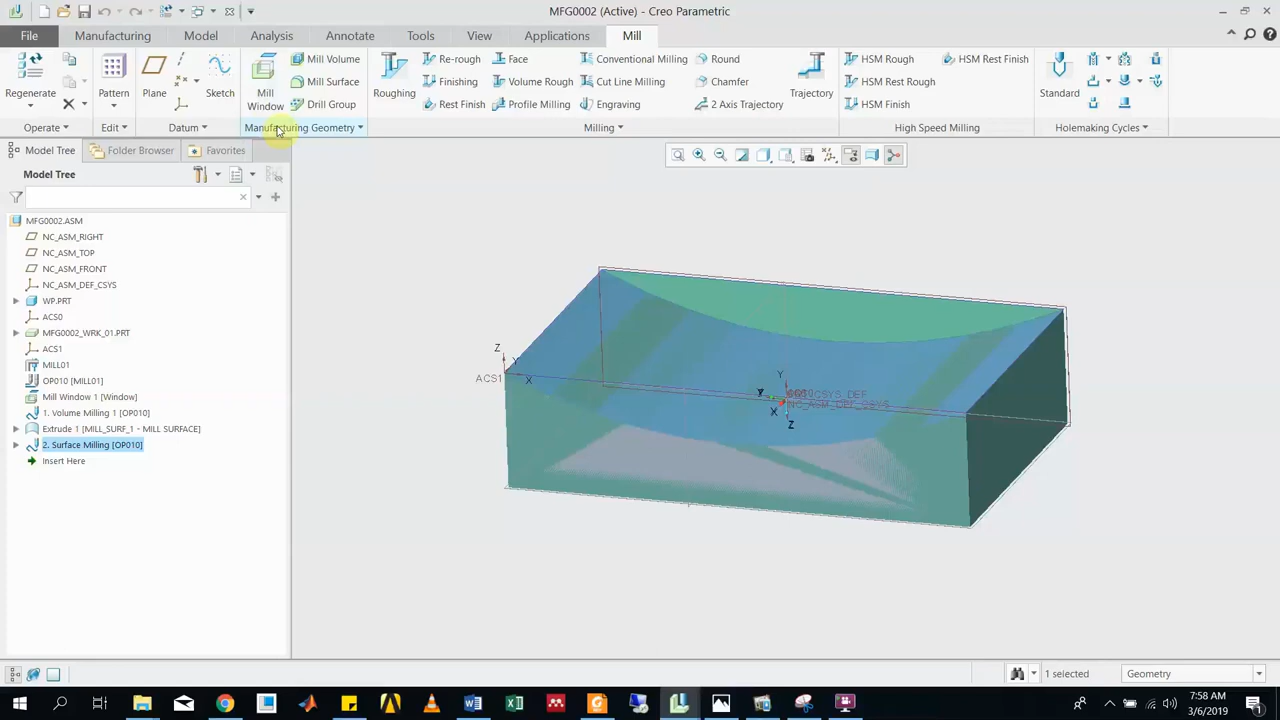 MFG0002 (Active) - Creo Parametric
File Manufacturing Model Analysis Annotate Tools View Applications Mill
Regenerate
Operate
Pattern
Edit
Plane
Sketch
Datum
Mill Window
Mill Volume
Mill Surface
Drill Group
Manufacturing Geometry
Roughing
Re-rough
Finishing
Rest Finish
Face
Volume Rough
Profile Milling
Conventional Milling
Cut Line Milling
Engraving
Round
Chamfer
2 Axis Trajectory
Trajectory
Milling
HSM Rough
HSM Rest Rough
HSM Finish
HSM Rest Finish
High Speed Milling
Standard
Holemaking Cycles
Model Tree Folder Browser Favorites
Model Tree
MFG0002.ASM
NC_ASM_RIGHT
NC_ASM_TOP
NC_ASM_FRONT
NC_ASM_DEF_CSYS
WP.PRT
ACS0
MFG0002_WRK_01.PRT
ACS1
MILL01
OP010 [MILL01]
Mill Window 1 [Window]
1. Volume Milling 1 [OP010]
Extrude 1 [MILL_SURF_1 - MILL SURFACE]
2. Surface Milling [OP010]
Insert Here
Z
Y
X
ACS1
Y
Y
CSYS_DEF
NC_ASM_DEF_CSYS
X
Z
1 selected
Geometry
7:58 AM
3/6/2019